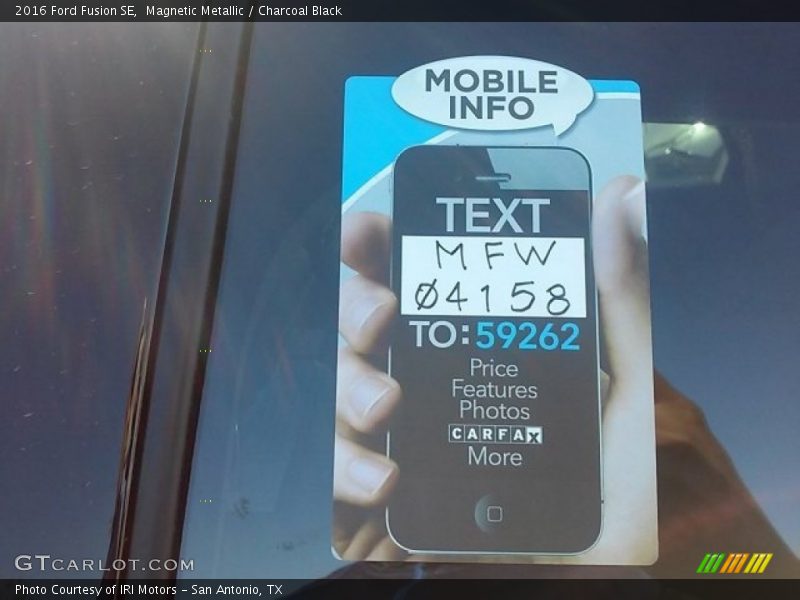 2016 Ford Fusion SE,  Magnetic Metallic / Charcoal Black
MOBILE
INFO
TEXT
MFW
Ø4158
TO: 59262
Price
Features
Photos
CARFAX
More
GTCARLOT.COM
Photo Courtesy of IRI Motors - San Antonio, TX